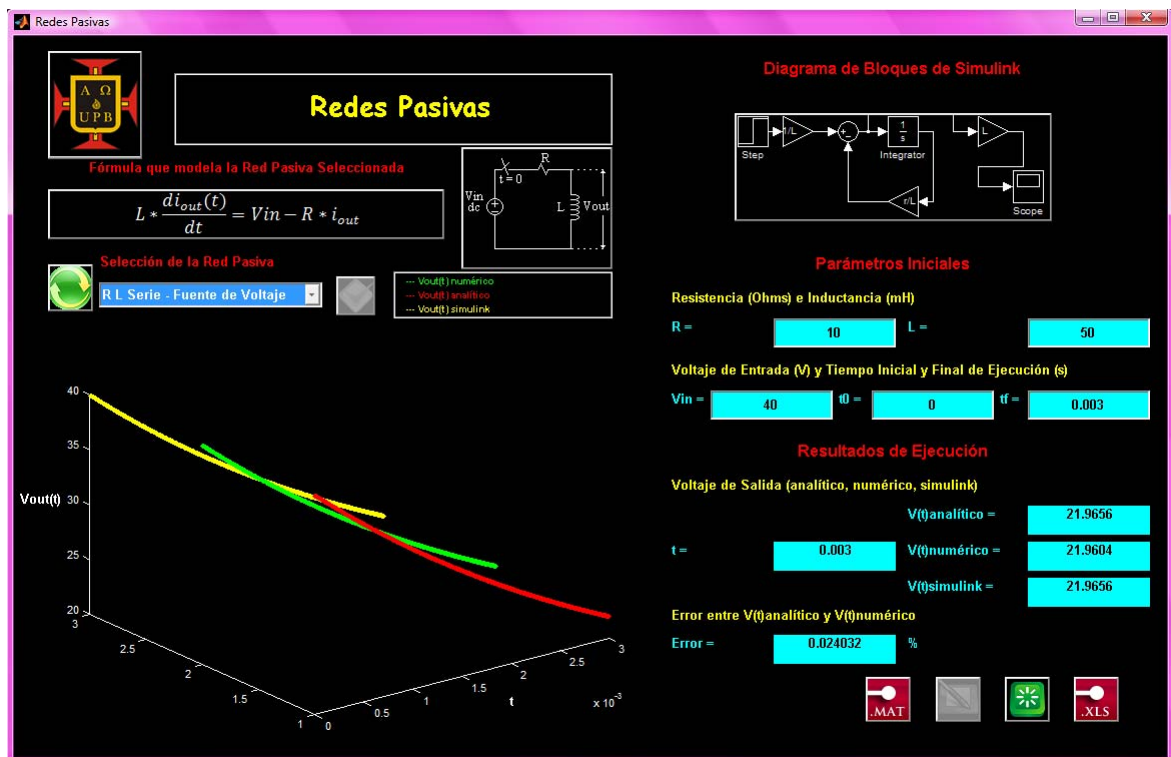 Redes Pasivas
Α Ω
UPB
Redes Pasivas
Fórmula que modela la Red Pasiva Seleccionada
L * di_out(t)/dt = Vin − R * i_out
R
t = 0
Vin
dc
L
Vout
Selección de la Red Pasiva
R L Serie - Fuente de Voltaje
--- Vout(t) numérico
--- Vout(t) analítico
--- Vout(t) simulink
Vout(t)
40
35
30
25
20
3
2.5
2
1.5
1
0
0.5
1
1.5
2
2.5
3
t
x 10^-3
Diagrama de Bloques de Simulink
Step
1/L
1/s
Integrator
r/L
L
Scope
Parámetros Iniciales
Resistencia (Ohms) e Inductancia (mH)
R = 10 L = 50
Voltaje de Entrada (V) y Tiempo Inicial y Final de Ejecución (s)
Vin = 40 t0 = 0 tf = 0.003
Resultados de Ejecución
Voltaje de Salida (analítico, numérico, simulink)
V(t)analítico = 21.9656
t = 0.003 V(t)numérico = 21.9604
V(t)simulink = 21.9656
Error entre V(t)analítico y V(t)numérico
Error = 0.024032 %
.MAT
.XLS